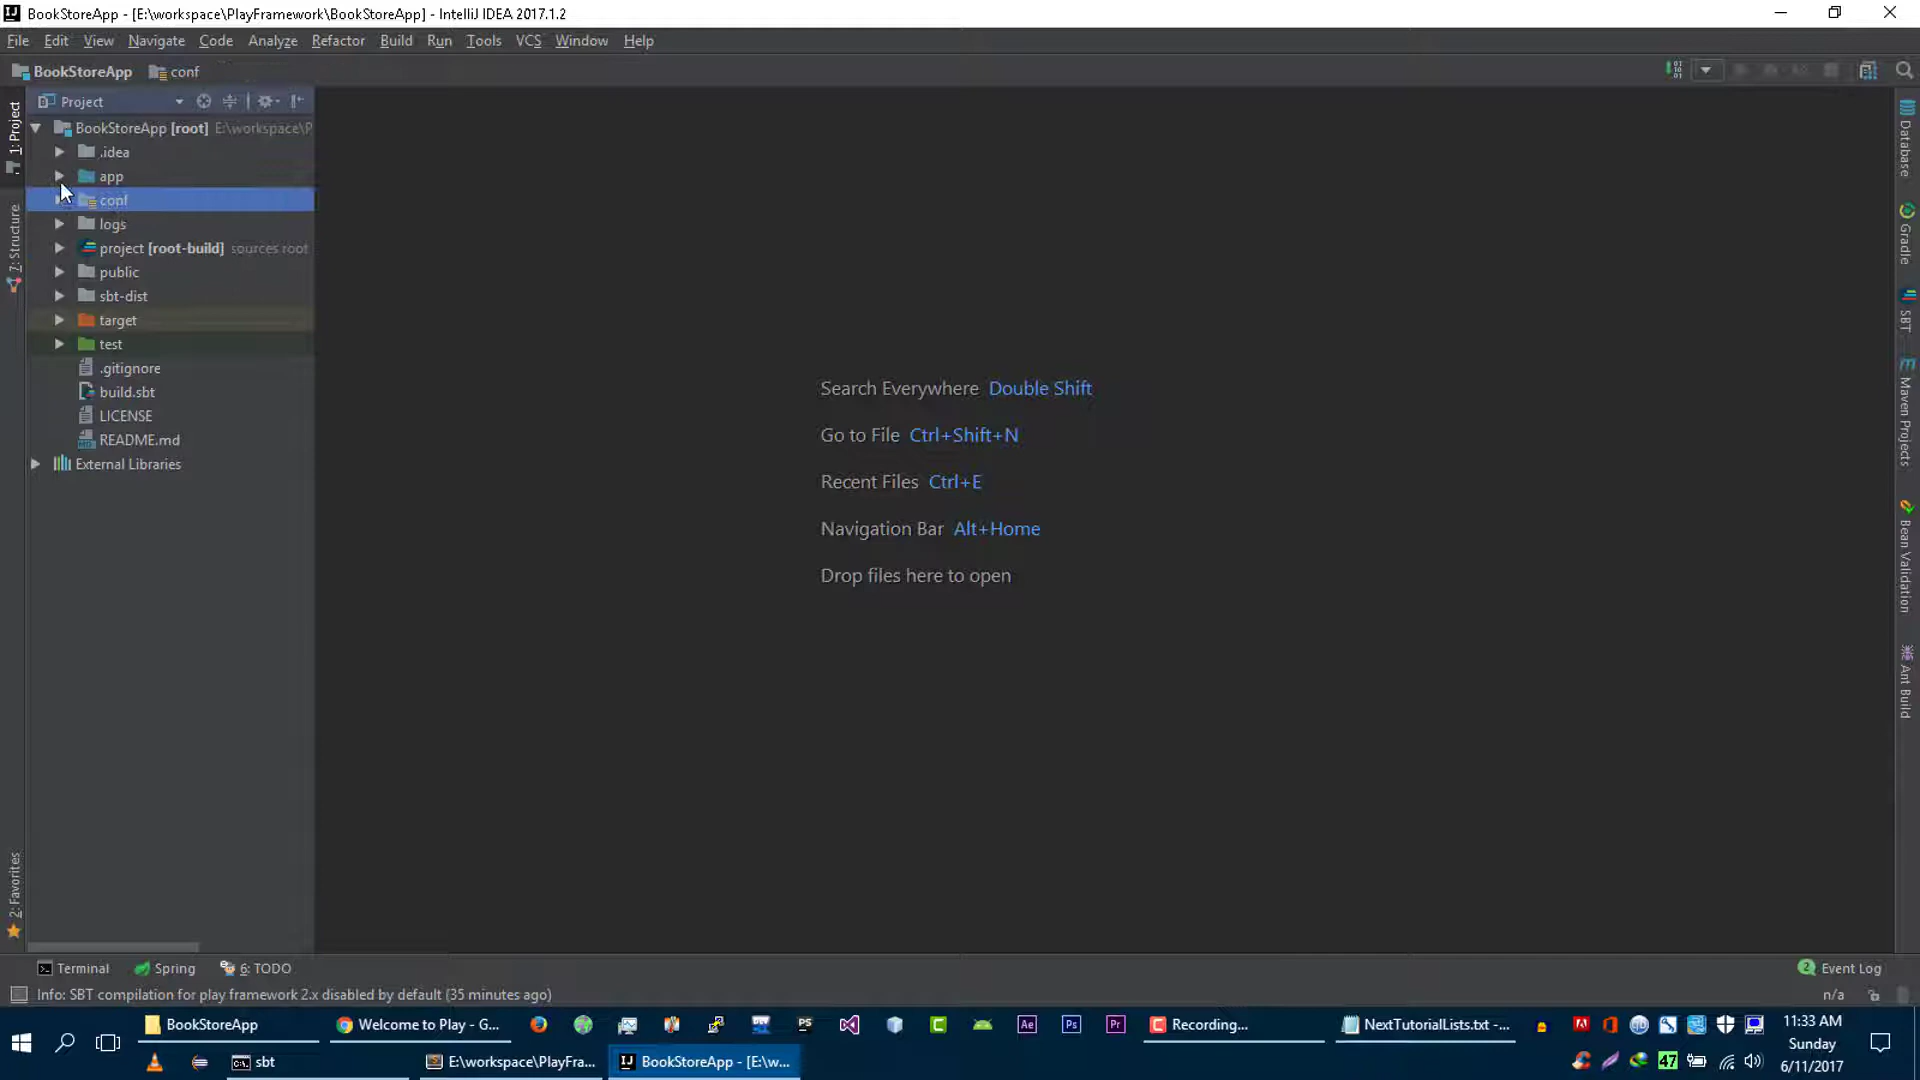 BookStoreApp - [E:\workspace\PlayFramework\BookStoreApp] - IntelliJ IDEA 2017.1.2
File Edit View Navigate Code Analyze Refactor Build Run Tools VCS Window Help
BookStoreApp conf
Project
BookStoreApp [root] E:\workspace\P
.idea
app
conf
logs
project [root-build] sources root
public
sbt-dist
target
test
.gitignore
build.sbt
LICENSE
README.md
External Libraries
1: Project
7: Structure
2: Favorites
Search Everywhere Double Shift
Go to File Ctrl+Shift+N
Recent Files Ctrl+E
Navigation Bar Alt+Home
Drop files here to open
Database
Gradle
SBT
Maven Projects
Bean Validation
Ant Build
Terminal Spring 6: TODO 2 Event Log
Info: SBT compilation for play framework 2.x disabled by default (35 minutes ago) n/a
BookStoreApp Welcome to Play - G... PS Ae Ps Pr Recording... NextTutorialLists.txt -... 11:33 AM
Sunday
sbt E:\workspace\PlayFra... BookStoreApp - [E:\w... 47 6/11/2017